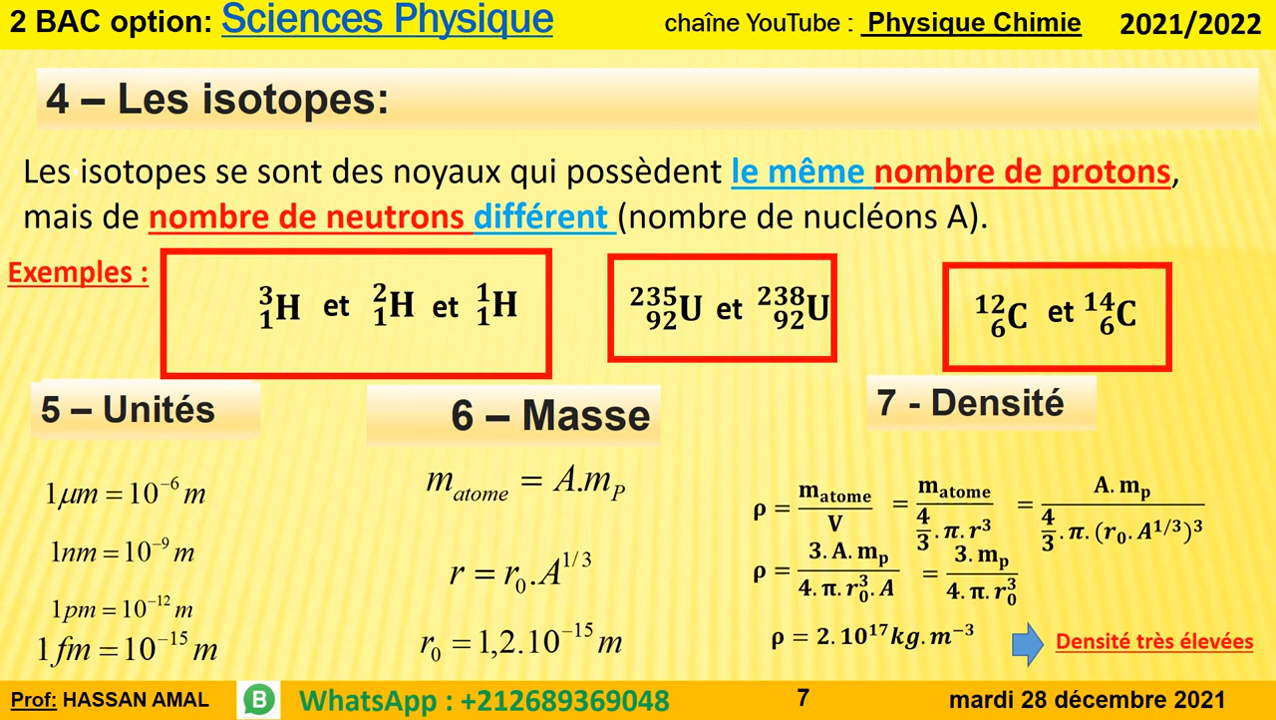 2 BAC option: Sciences Physique chaîne YouTube : Physique Chimie 2021/2022
4 – Les isotopes:
Les isotopes se sont des noyaux qui possèdent le même nombre de protons,
mais de nombre de neutrons différent (nombre de nucléons A).
Exemples :
³₁H et ²₁H et ¹₁H
²³⁵₉₂U et ²³⁸₉₂U
¹²₆C et ¹⁴₆C
5 – Unités
1μm = 10⁻⁶ m
1nm = 10⁻⁹ m
1pm = 10⁻¹² m
1 fm = 10⁻¹⁵ m
6 – Masse
m_atome = A.m_P
r = r₀.A^1/3
r₀ = 1,2.10⁻¹⁵ m
7 - Densité
ρ = m_atome / V = m_atome / (4/3 . π. r³) = A. m_p / (4/3 . π. (r₀. A^1/3)³)
ρ = 3. A. m_p / (4. π. r₀³. A) = 3. m_p / (4. π. r₀³)
ρ = 2. 10¹⁷kg. m⁻³
Densité très élevées
Prof: HASSAN AMAL WhatsApp : +212689369048 7 mardi 28 décembre 2021